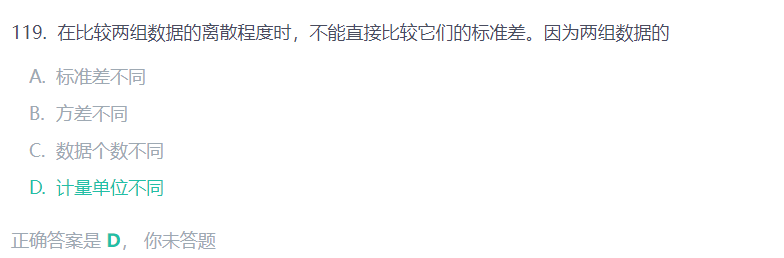 119. 在比较两组数据的离散程度时，不能直接比较它们的标准差。因为两组数据的
A. 标准差不同
B. 方差不同
C. 数据个数不同
D. 计量单位不同
正确答案是 D， 你未答题